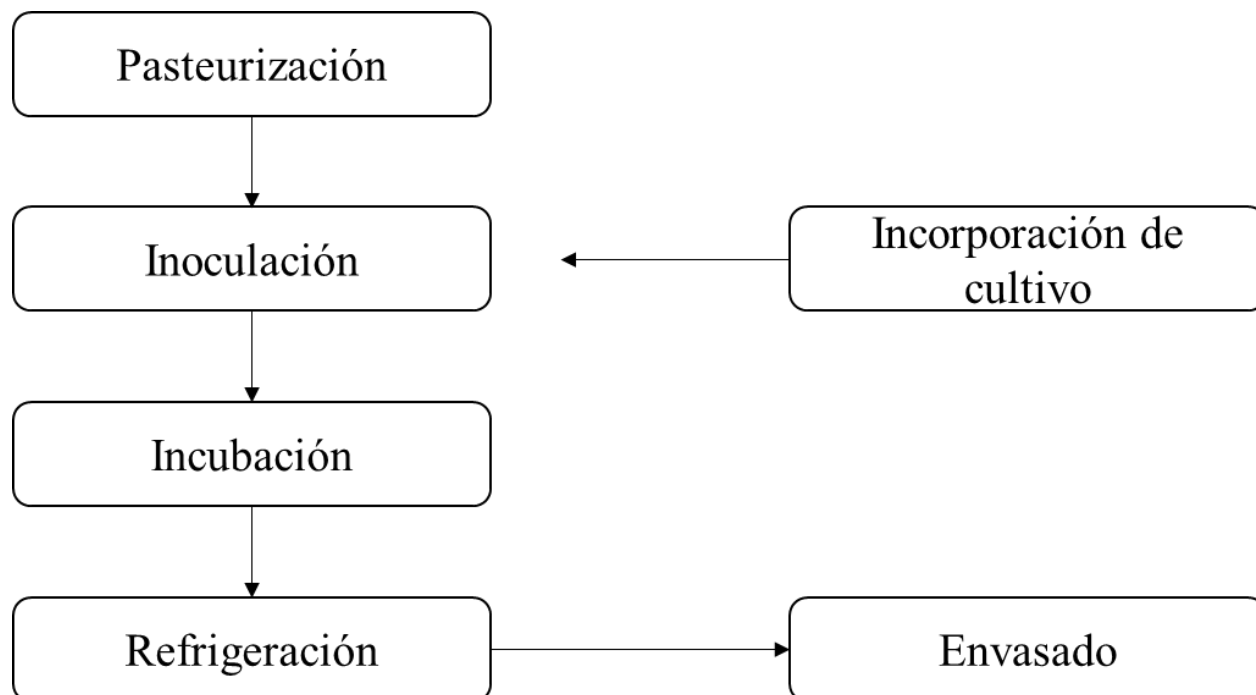 Pasteurización
Inoculación
Incorporación de
cultivo
Incubación
Refrigeración
Envasado